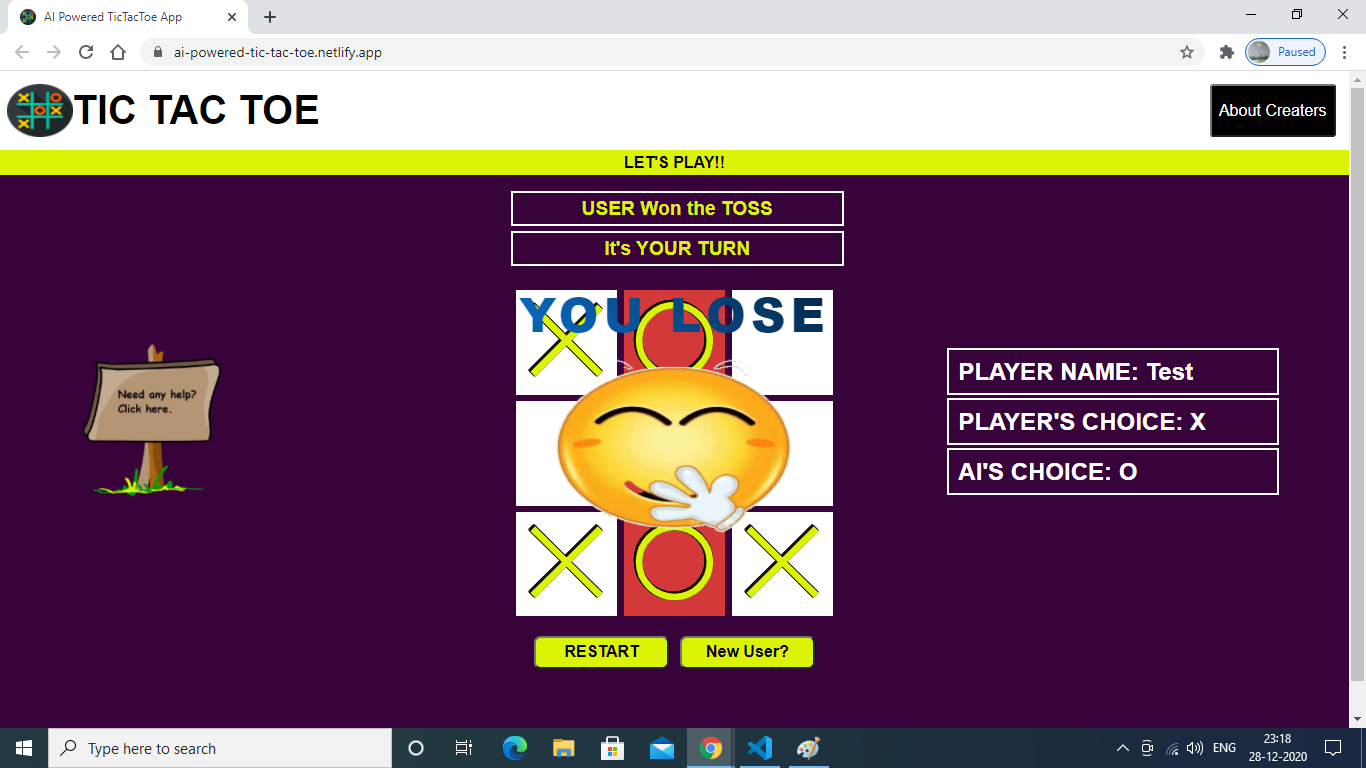 AI Powered TicTacToe App
ai-powered-tic-tac-toe.netlify.app
Paused
TIC TAC TOE
About Creaters
LET'S PLAY!!
USER Won the TOSS
It's YOUR TURN
YOU LOSE
X O
X O X
Need any help?
Click here.
PLAYER NAME: Test
PLAYER'S CHOICE: X
AI'S CHOICE: O
RESTART
New User?
Type here to search
ENG
23:18
28-12-2020